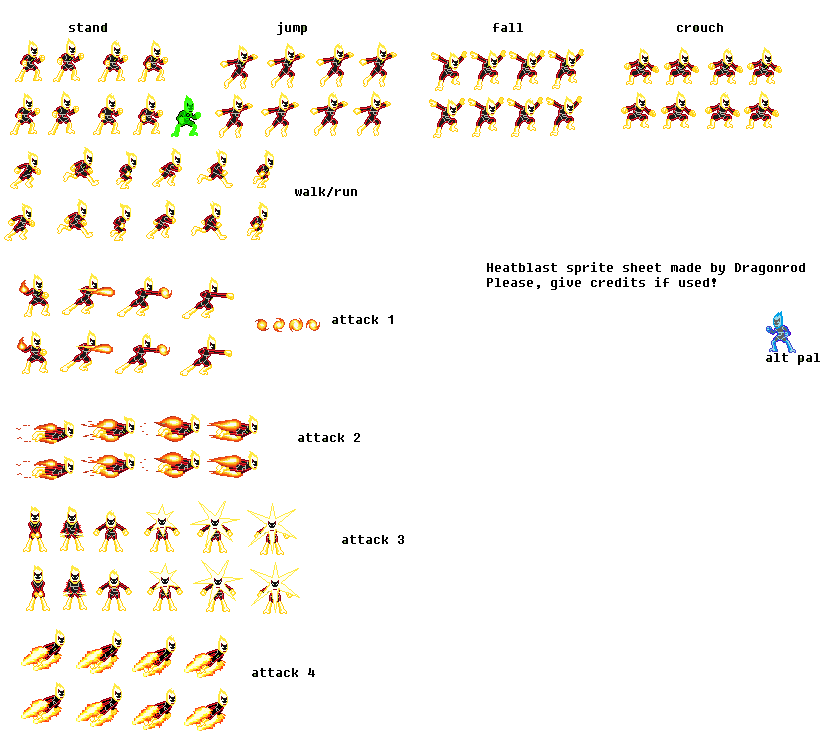 stand
jump
fall
crouch
walk/run
Heatblast sprite sheet made by Dragonrod
Please, give credits if used!
attack 1
alt pal
attack 2
attack 3
attack 4